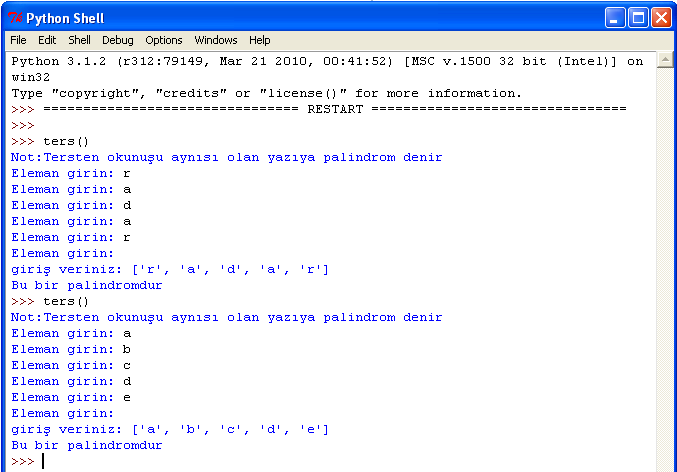 Python Shell
File Edit Shell Debug Options Windows Help
Python 3.1.2 (r312:79149, Mar 21 2010, 00:41:52) [MSC v.1500 32 bit (Intel)] on
win32
Type "copyright", "credits" or "license()" for more information.
>>> ================================ RESTART ================================
>>>
>>> ters()
Not:Tersten okunuşu aynısı olan yazıya palindrom denir
Eleman girin: r
Eleman girin: a
Eleman girin: d
Eleman girin: a
Eleman girin: r
Eleman girin:
giriş veriniz: ['r', 'a', 'd', 'a', 'r']
Bu bir palindromdur
>>> ters()
Not:Tersten okunuşu aynısı olan yazıya palindrom denir
Eleman girin: a
Eleman girin: b
Eleman girin: c
Eleman girin: d
Eleman girin: e
Eleman girin:
giriş veriniz: ['a', 'b', 'c', 'd', 'e']
Bu bir palindromdur
>>>